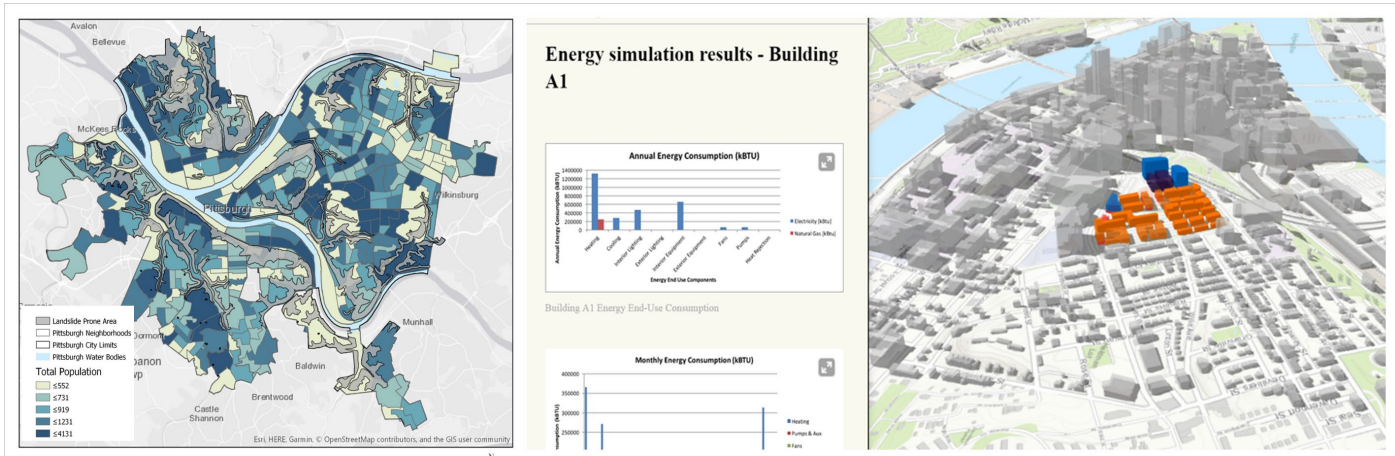 Avalon
Bellevue
McKees Rocks
Pittsburgh
Wilkinsburg
Munhall
Baldwin
Brentwood
Castle
Shannon
Landslide Prone Area
Pittsburgh Neighborhoods
Pittsburgh City Limits
Pittsburgh Water Bodies
Total Population
≤552
≤731
≤919
≤1231
≤4131
Esri, HERE, Garmin, © OpenStreetMap contributors, and the GIS user community
N
Energy simulation results - Building
A1
Annual Energy Consumption (kBTU)
Annual Energy Consumption (kBTU)
1400000
1200000
1000000
800000
600000
400000
200000
0
Heating
Cooling
Interior Lighting
Exterior Lighting
Interior Equipment
Exterior Equipment
Fans
Pumps
Heat Rejection
Energy End Use Components
Electricity [kBtu]
Natural Gas [kBtu]
Building A1 Energy End-Use Consumption
Monthly Energy Consumption (kBTU)
400000
350000
300000
250000
Heating
Pumps & Aux
Fans